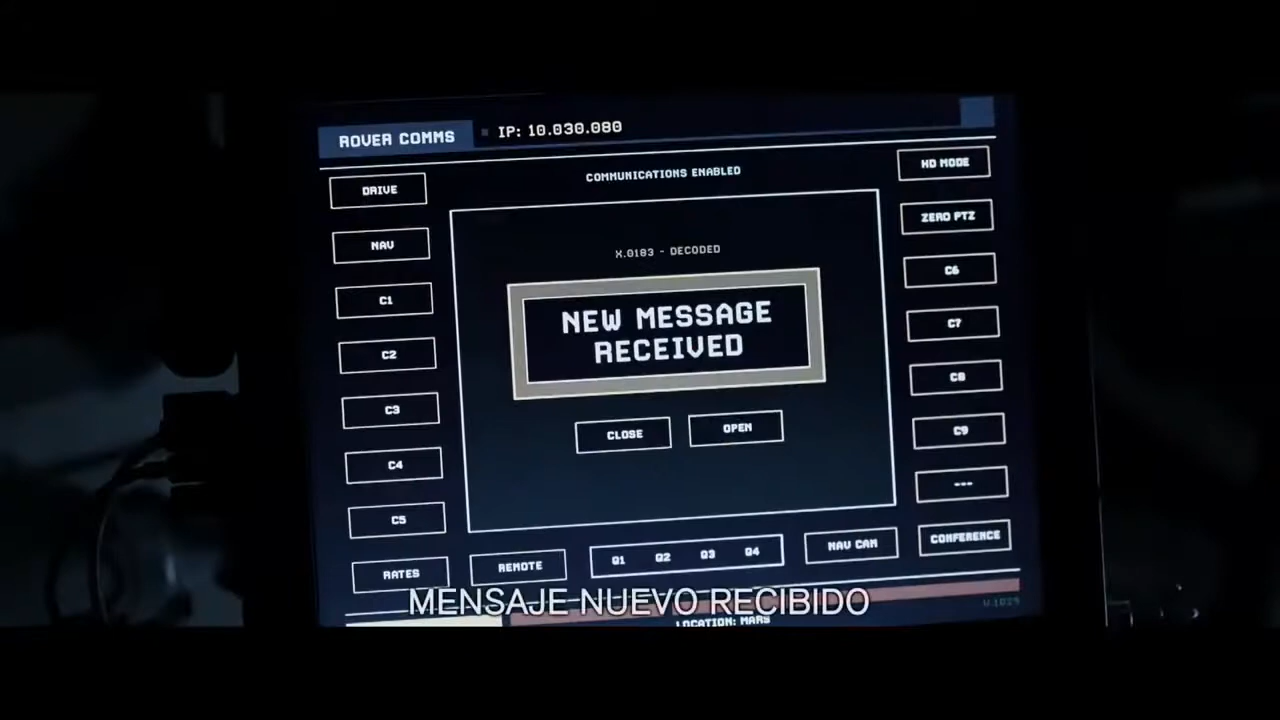 ROVER COMMS
IP: 10.030.080
COMMUNICATIONS ENABLED
HD MODE
DRIVE
ZERO PTZ
NAV
X.0183 - DECODED
C6
C1
NEW MESSAGE
RECEIVED
C7
C2
C8
C3
CLOSE
OPEN
C9
C4
---
C5
CONFERENCE
NAV CAM
Q1 Q2 Q3 Q4
REMOTE
RATES
MENSAJE NUEVO RECIBIDO
V.1029
LOCATION: MARS